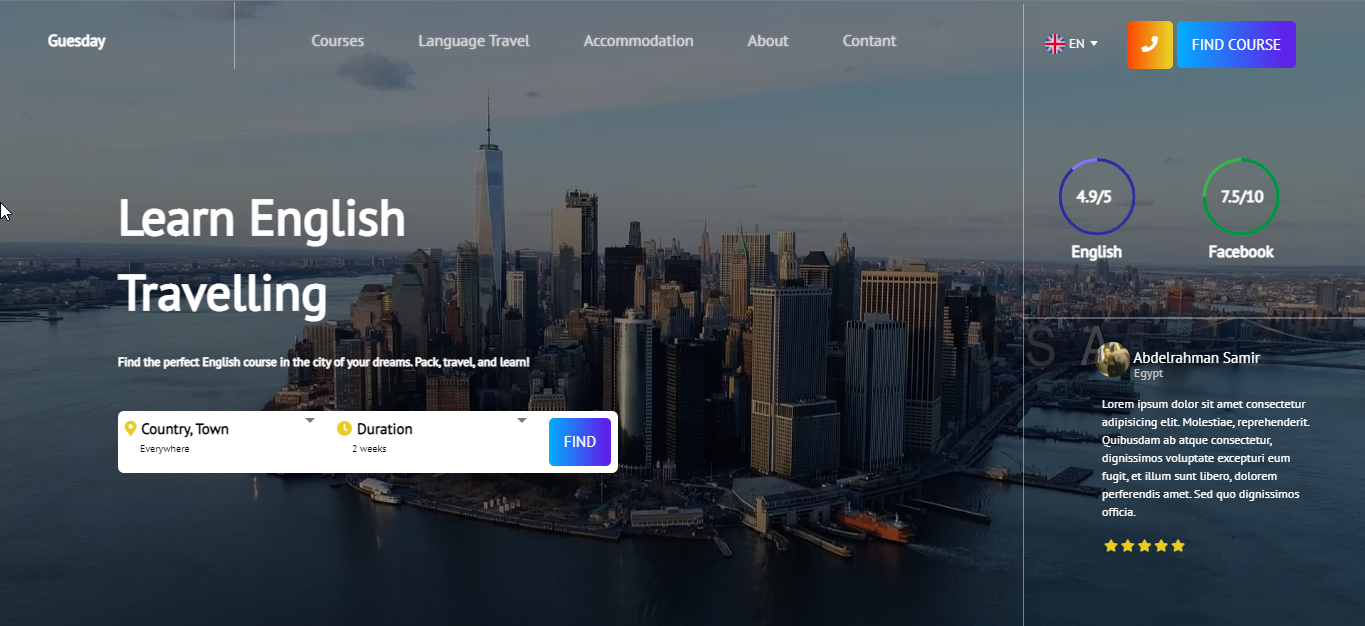 Guesday
Courses
Language Travel
Accommodation
About
Contant
EN
FIND COURSE
Learn English
Travelling
Find the perfect English course in the city of your dreams. Pack, travel, and learn!
Country, Town
Everywhere
Duration
2 weeks
FIND
4.9/5
English
7.5/10
Facebook
S A
Abdelrahman Samir
Egypt
Lorem ipsum dolor sit amet consectetur
adipisicing elit. Molestiae, reprehenderit.
Quibusdam ab atque consectetur,
dignissimos voluptate excepturi eum
fugit, et illum sunt libero, dolorem
perferendis amet. Sed quo dignissimos
officia.